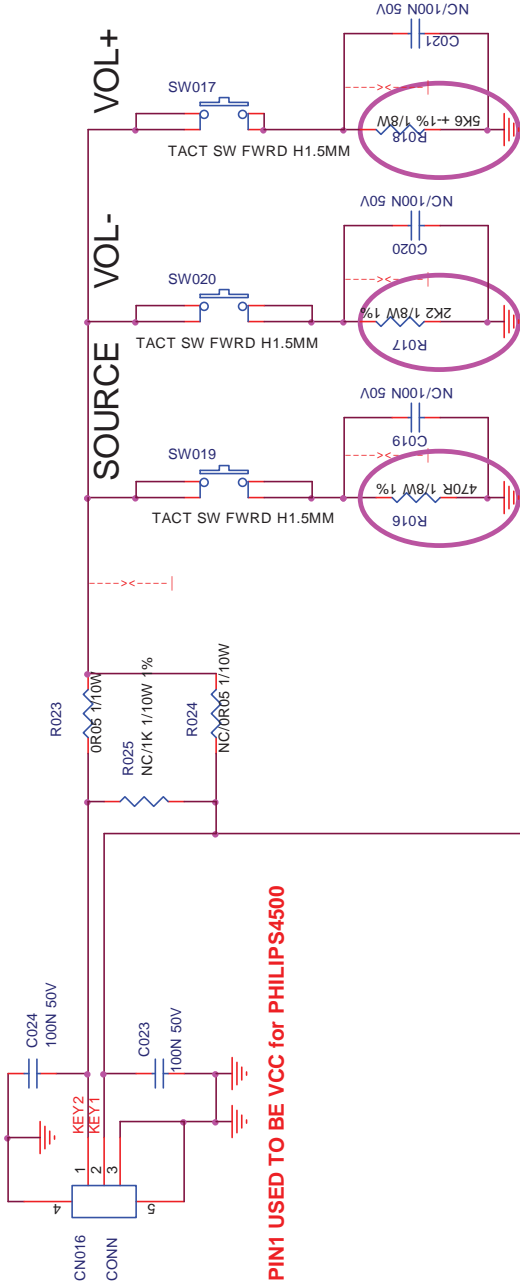 NC/100N 50V
C021
VOL+
SW017
5K6 +-1% 1/8W
R018
TACT SW FWRD H1.5MM
NC/100N 50V
C020
VOL-
SW020
2K2 1/8W 1%
R017
TACT SW FWRD H1.5MM
NC/100N 50V
C019
SOURCE
SW019
470R 1/8W 1%
R016
TACT SW FWRD H1.5MM
R023
0R05 1/10W
R025
NC/1K 1/10W 1%
R024
NC/0R05 1/10W
C024
100N 50V
C023
100N 50V
KEY2
KEY1
1
2
3
4
5
CN016
CONN
PIN1 USED TO BE VCC for PHILIPS4500